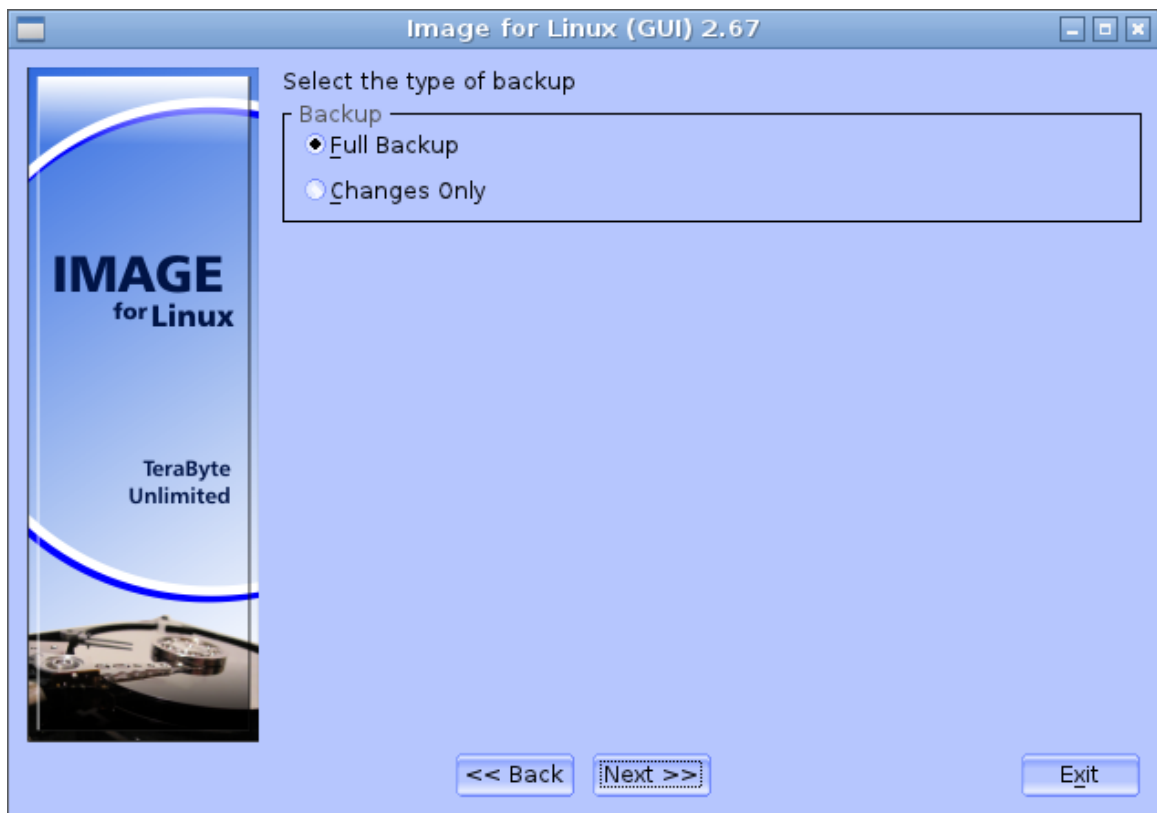 Image for Linux (GUI) 2.67
Select the type of backup
Backup
Full Backup
Changes Only
IMAGE
for Linux
TeraByte
Unlimited
<< Back
Next >>
Exit